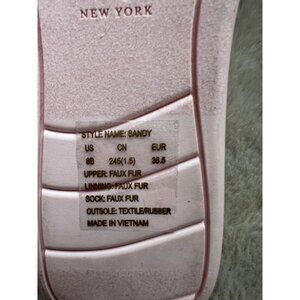 NEW YORK
STYLE NAME: SANDY
US CN EUR
8B 245(1.5) 38.5
UPPER: FAUX FUR
LINNING: FAUX FUR
SOCK: FAUX FUR
OUTSOLE: TEXTILE/RUBBER
MADE IN VIETNAM